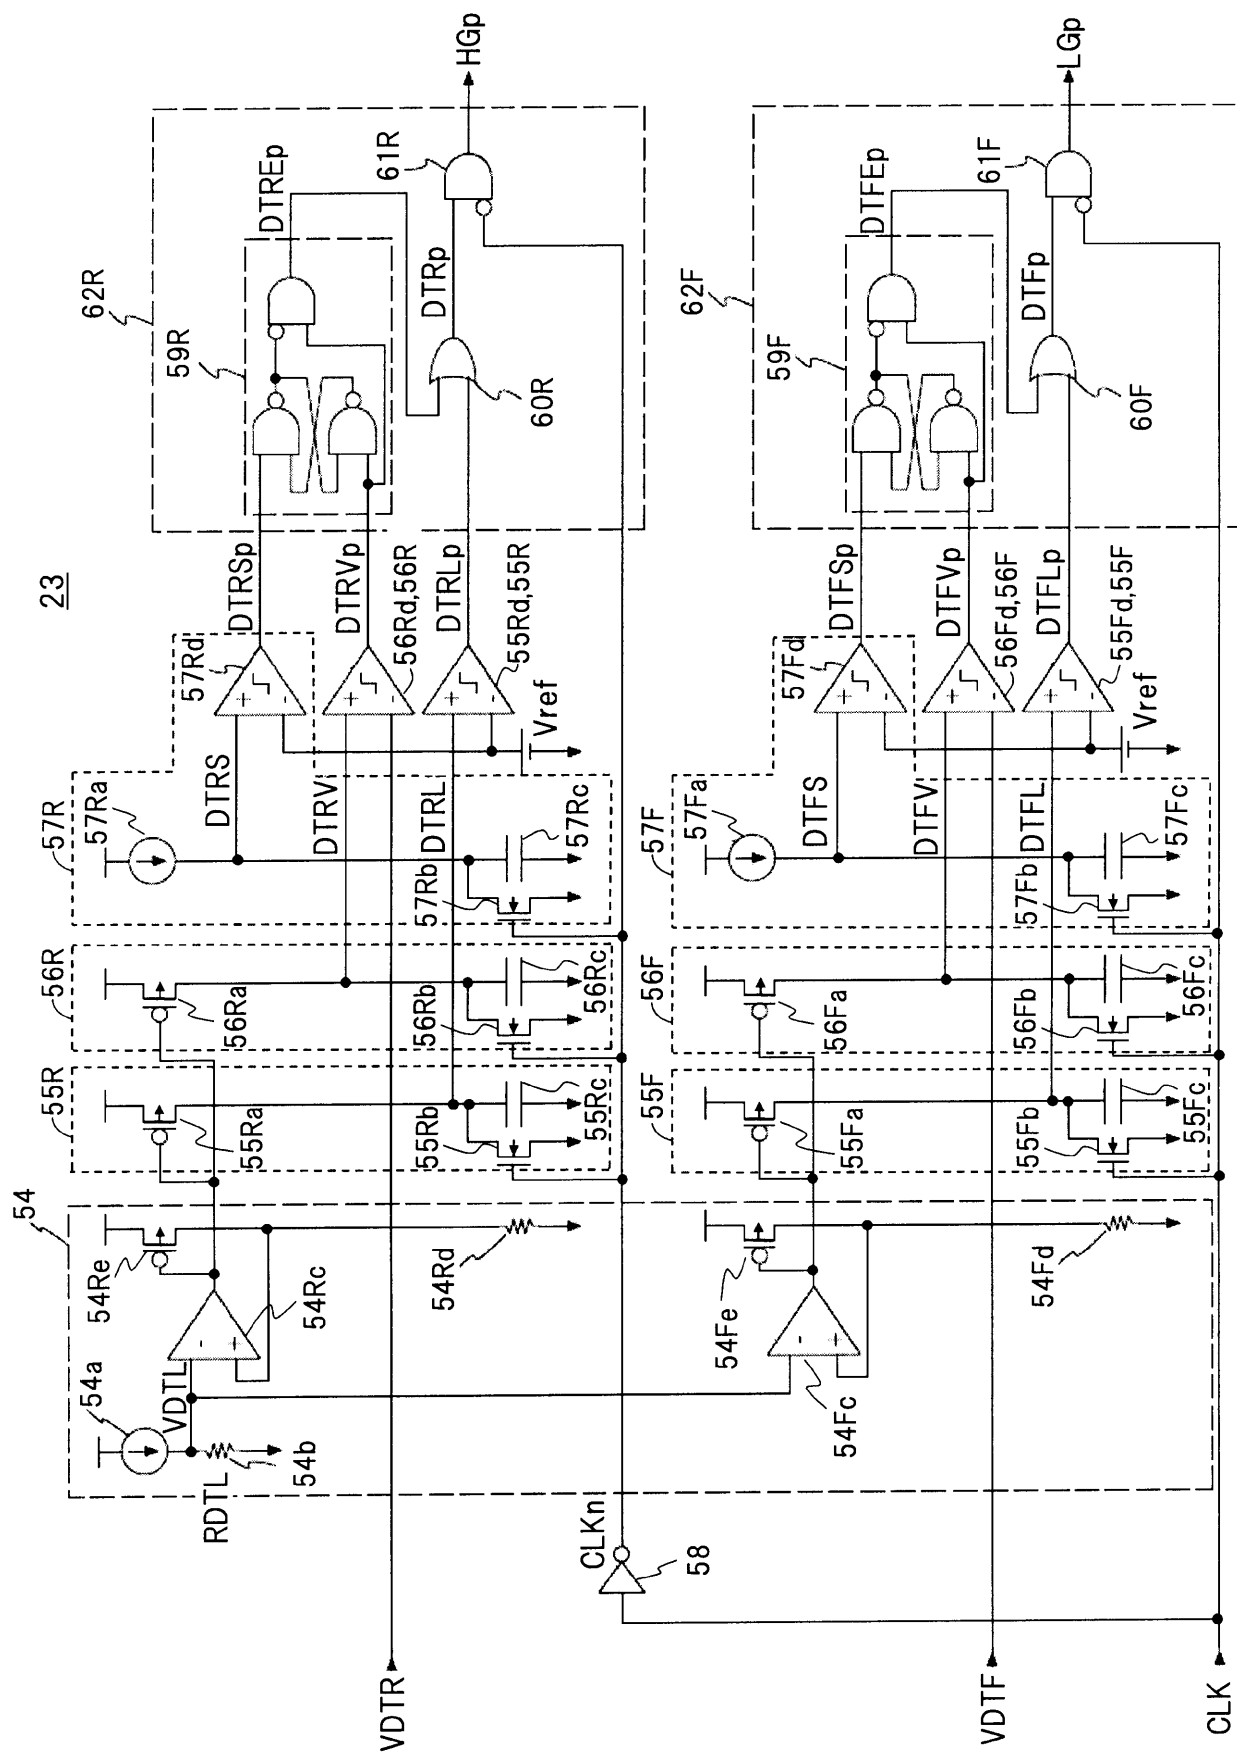 23
54
54a
VDTL
RDTL
54b
54Re
54Rc
54Rd
54Fe
54Fc
54Fd
VDTR
CLKn
58
VDTF
CLK
55R
55Ra
55Rb
55Rc
56R
56Ra
56Rb
56Rc
57R
57Ra
57Rb
57Rc
DTRS
DTRV
DTRL
57Rd
+
-
56Rd,56R
+
-
55Rd,55R
+
-
Vref
DTRSp
DTRVp
DTRLp
62R
59R
DTREp
60R
DTRp
61R
HGp
55F
55Fa
55Fb
55Fc
56F
56Fa
56Fb
56Fc
57F
57Fa
57Fb
57Fc
DTFS
DTFV
DTFL
57Fd
+
-
56Fd,56F
+
-
55Fd,55F
+
-
Vref
DTFSp
DTFVp
DTFLp
62F
59F
DTFEp
60F
DTFp
61F
LGp